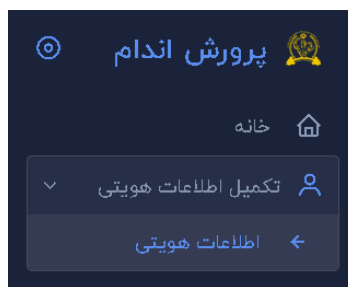 پرورش اندام
خانه
تکمیل اطلاعات هویتی
اطلاعات هویتی